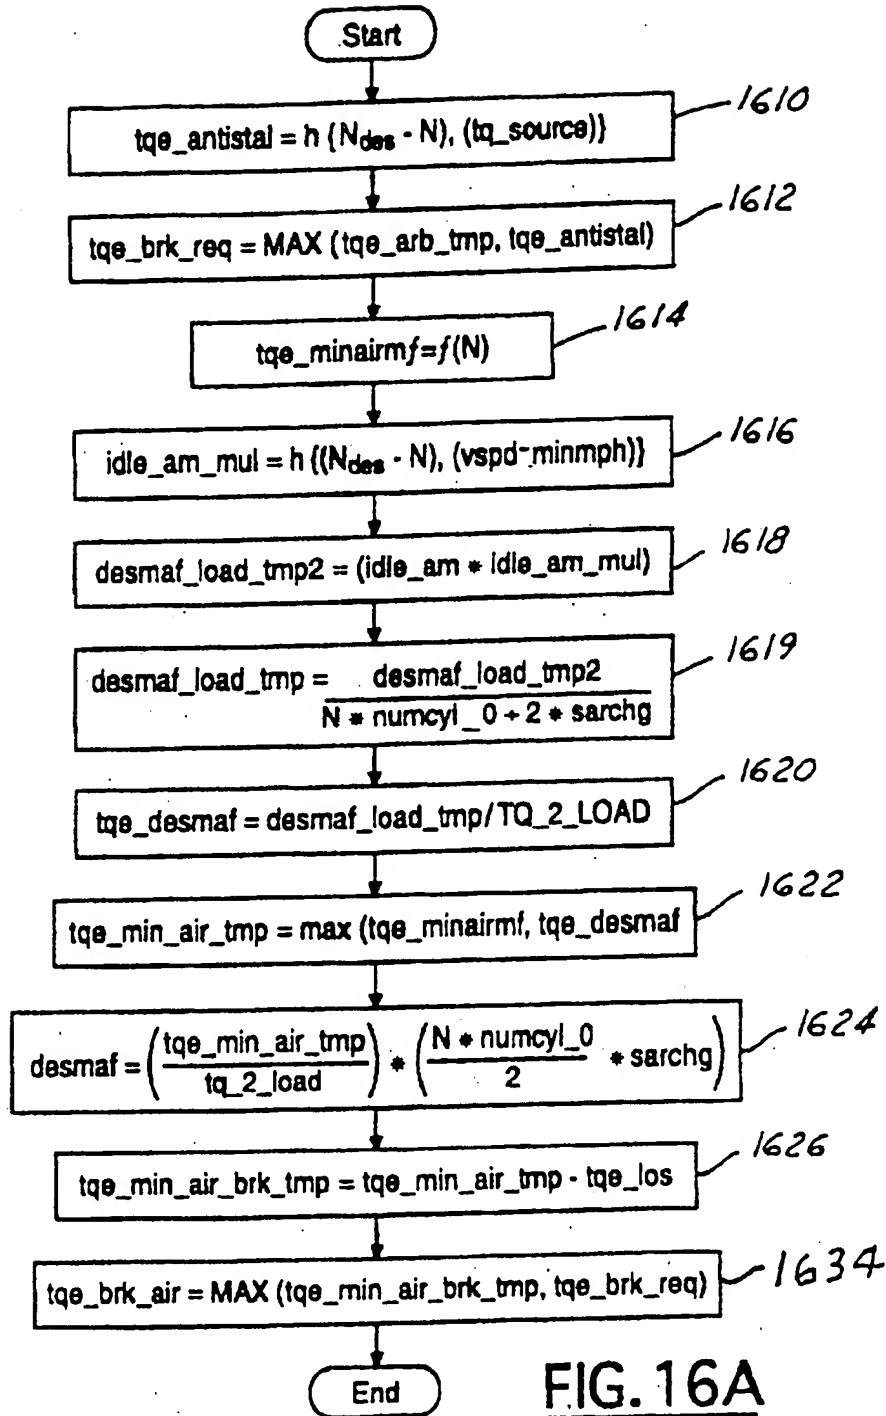 Start
1610
tqe_antistal = h {N_des - N), (tq_source)}
1612
tqe_brk_req = MAX (tqe_arb_tmp, tqe_antistal)
1614
tqe_minairmf=f(N)
1616
idle_am_mul = h {(N_des - N), (vspd-minmph)}
1618
desmaf_load_tmp2 = (idle_am * idle_am_mul)
1619
desmaf_load_tmp = desmaf_load_tmp2
N * numcyl_0 ÷ 2 * sarchg
1620
tqe_desmaf = desmaf_load_tmp/TQ_2_LOAD
1622
tqe_min_air_tmp = max (tqe_minairmf, tqe_desmaf
1624
desmaf = (tqe_min_air_tmp / tq_2_load) * (N * numcyl_0 / 2 * sarchg)
1626
tqe_min_air_brk_tmp = tqe_min_air_tmp - tqe_los
1634
tqe_brk_air = MAX (tqe_min_air_brk_tmp, tqe_brk_req)
End
FIG. 16A